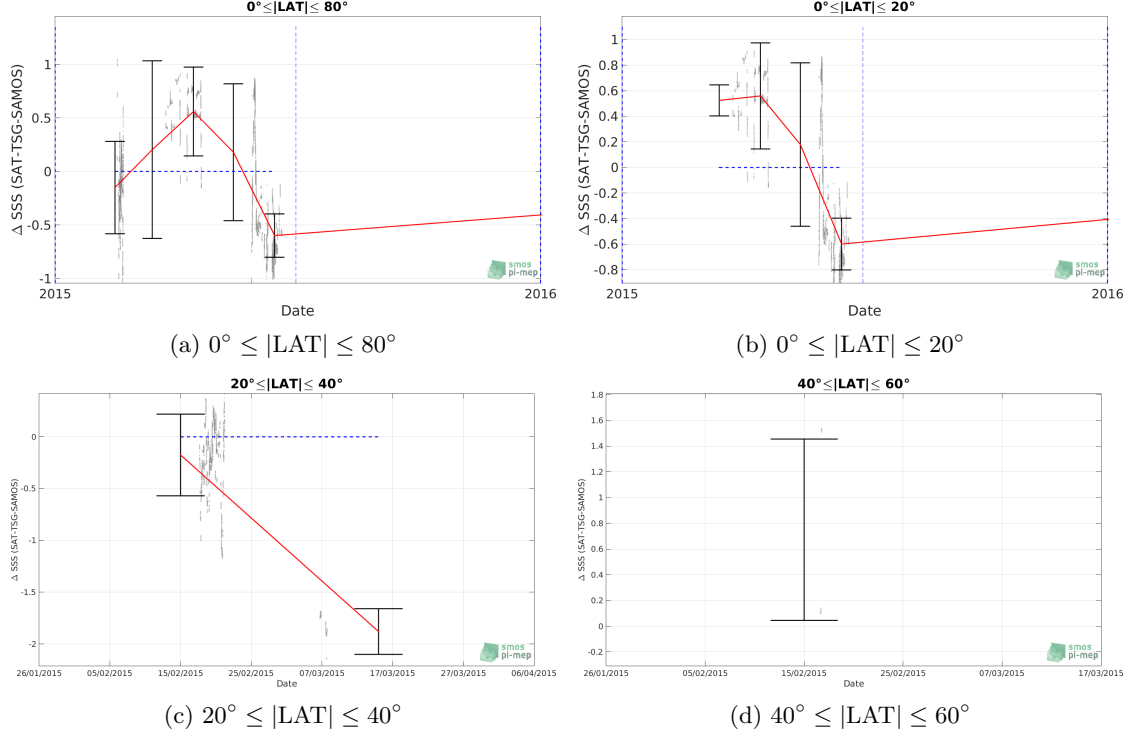 0°≤|LAT|≤ 80°
Δ SSS (SAT-TSG-SAMOS)
1
0.5
0
-0.5
-1
2015
2016
Date
smos
pi-mep
(a) 0° ≤ |LAT| ≤ 80°
0°≤|LAT|≤ 20°
Δ SSS (SAT-TSG-SAMOS)
1
0.8
0.6
0.4
0.2
0
-0.2
-0.4
-0.6
-0.8
2015
2016
Date
smos
pi-mep
(b) 0° ≤ |LAT| ≤ 20°
20°≤|LAT|≤ 40°
Δ SSS (SAT-TSG-SAMOS)
0
-0.5
-1
-1.5
-2
26/01/2015 05/02/2015 15/02/2015 25/02/2015 07/03/2015 17/03/2015 27/03/2015 06/04/2015
Date
smos
pi-mep
(c) 20° ≤ |LAT| ≤ 40°
40°≤|LAT|≤ 60°
Δ SSS (SAT-TSG-SAMOS)
1.8
1.6
1.4
1.2
1
0.8
0.6
0.4
0.2
0
-0.2
26/01/2015 05/02/2015 15/02/2015 25/02/2015 07/03/2015 17/03/2015
Date
smos
pi-mep
(d) 40° ≤ |LAT| ≤ 60°